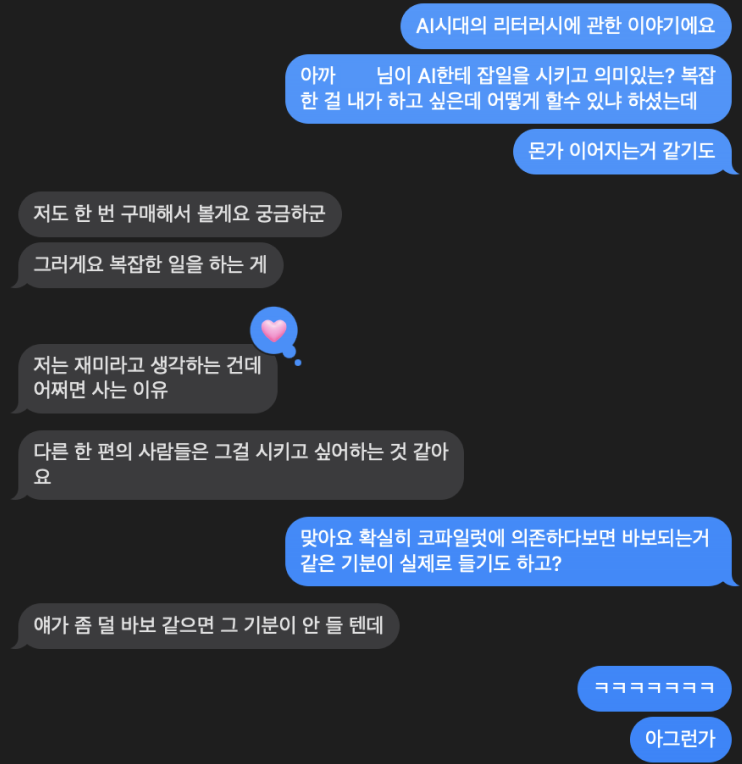 AI시대의 리터러시에 관한 이야기에요
아까 님이 AI한테 잡일을 시키고 의미있는? 복잡
한 걸 내가 하고 싶은데 어떻게 할수 있냐 하셨는데
몬가 이어지는거 같기도
저도 한 번 구매해서 볼게요 궁금하군
그러게요 복잡한 일을 하는 게
저는 재미라고 생각하는 건데
어쩌면 사는 이유
다른 한 편의 사람들은 그걸 시키고 싶어하는 것 같아
요
맞아요 확실히 코파일럿에 의존하다보면 바보되는거
같은 기분이 실제로 들기도 하고?
얘가 좀 덜 바보 같으면 그 기분이 안 들 텐데
ㅋㅋㅋㅋㅋㅋㅋ
아그런가